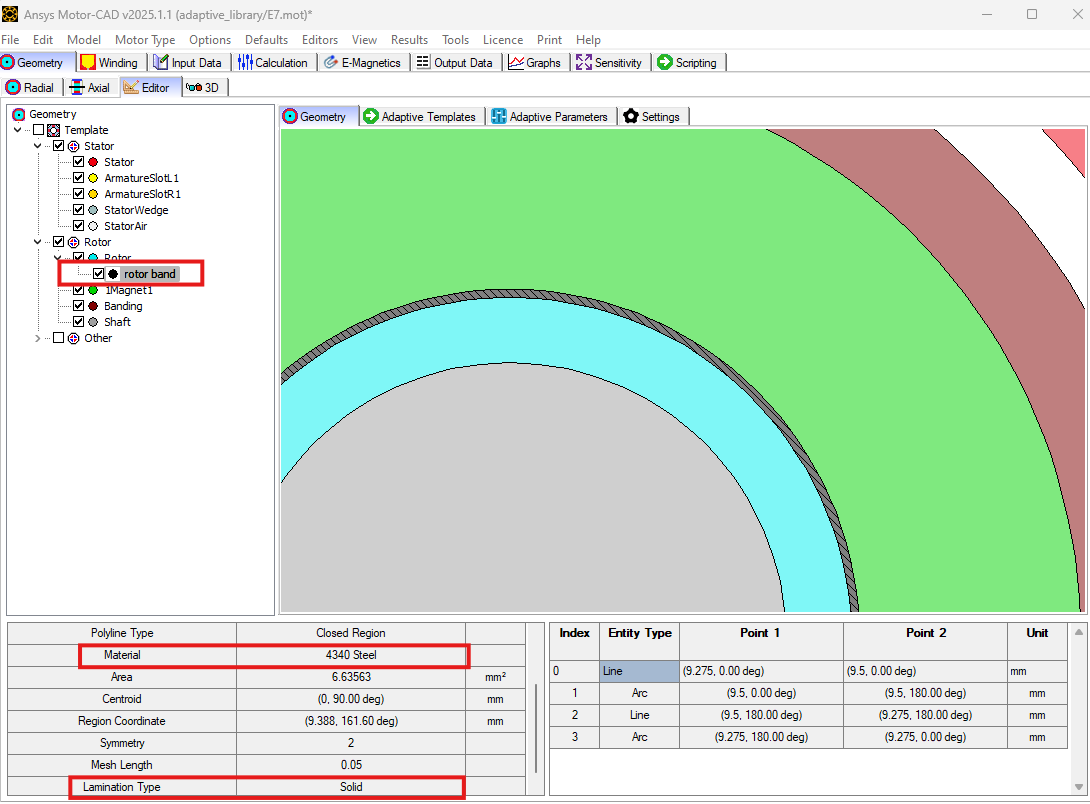 Ansys Motor-CAD v2025.1.1 (adaptive_library/E7.mot)*
File Edit Model Motor Type Options Defaults Editors View Results Tools Licence Print Help
Geometry Winding Input Data Calculation E-Magnetics Output Data Graphs Sensitivity Scripting
Radial Axial Editor 3D
Geometry
Template
Stator
Stator
ArmatureSlotL1
ArmatureSlotR1
StatorWedge
StatorAir
Rotor
Rotor
rotor band
1Magnet1
Banding
Shaft
Other
Geometry Adaptive Templates Adaptive Parameters Settings
Polyline Type Closed Region
Material 4340 Steel
Area 6.63563 mm²
Centroid (0, 90.00 deg) mm
Region Coordinate (9.388, 161.60 deg) mm
Symmetry 2
Mesh Length 0.05
Lamination Type Solid
Index Entity Type Point 1 Point 2 Unit
0 Line (9.275, 0.00 deg) (9.5, 0.00 deg) mm
1 Arc (9.5, 0.00 deg) (9.5, 180.00 deg) mm
2 Line (9.5, 180.00 deg) (9.275, 180.00 deg) mm
3 Arc (9.275, 180.00 deg) (9.275, 0.00 deg) mm